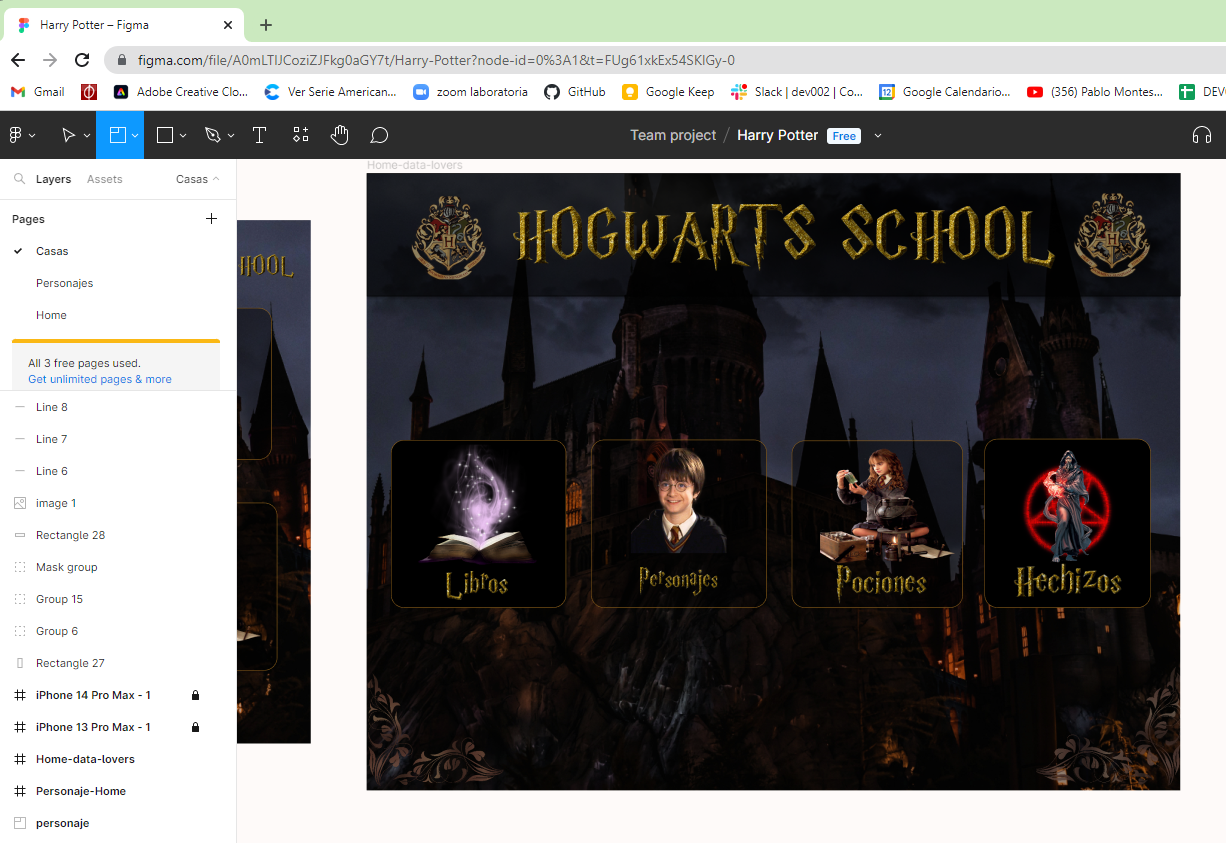 Harry Potter – Figma
figma.com/file/A0mLTIJCoziZJFkg0aGY7t/Harry-Potter?node-id=0%3A1&t=FUg61xkEx54SKIGy-0
Gmail
Adobe Creative Clo...
Ver Serie American...
zoom laboratoria
GitHub
Google Keep
Slack | dev002 | Co...
12
Google Calendario...
(356) Pablo Montes...
DEV
Team project / Harry Potter Free
Layers Assets Casas
Pages
Casas
Personajes
Home
All 3 free pages used.
Get unlimited pages & more
Line 8
Line 7
Line 6
image 1
Rectangle 28
Mask group
Group 15
Group 6
Rectangle 27
iPhone 14 Pro Max - 1
iPhone 13 Pro Max - 1
Home-data-lovers
Personaje-Home
personaje
HOOL
Home-data-lovers
HOGWARTS SCHOOL
Libros
Personajes
Pociones
Hechizos